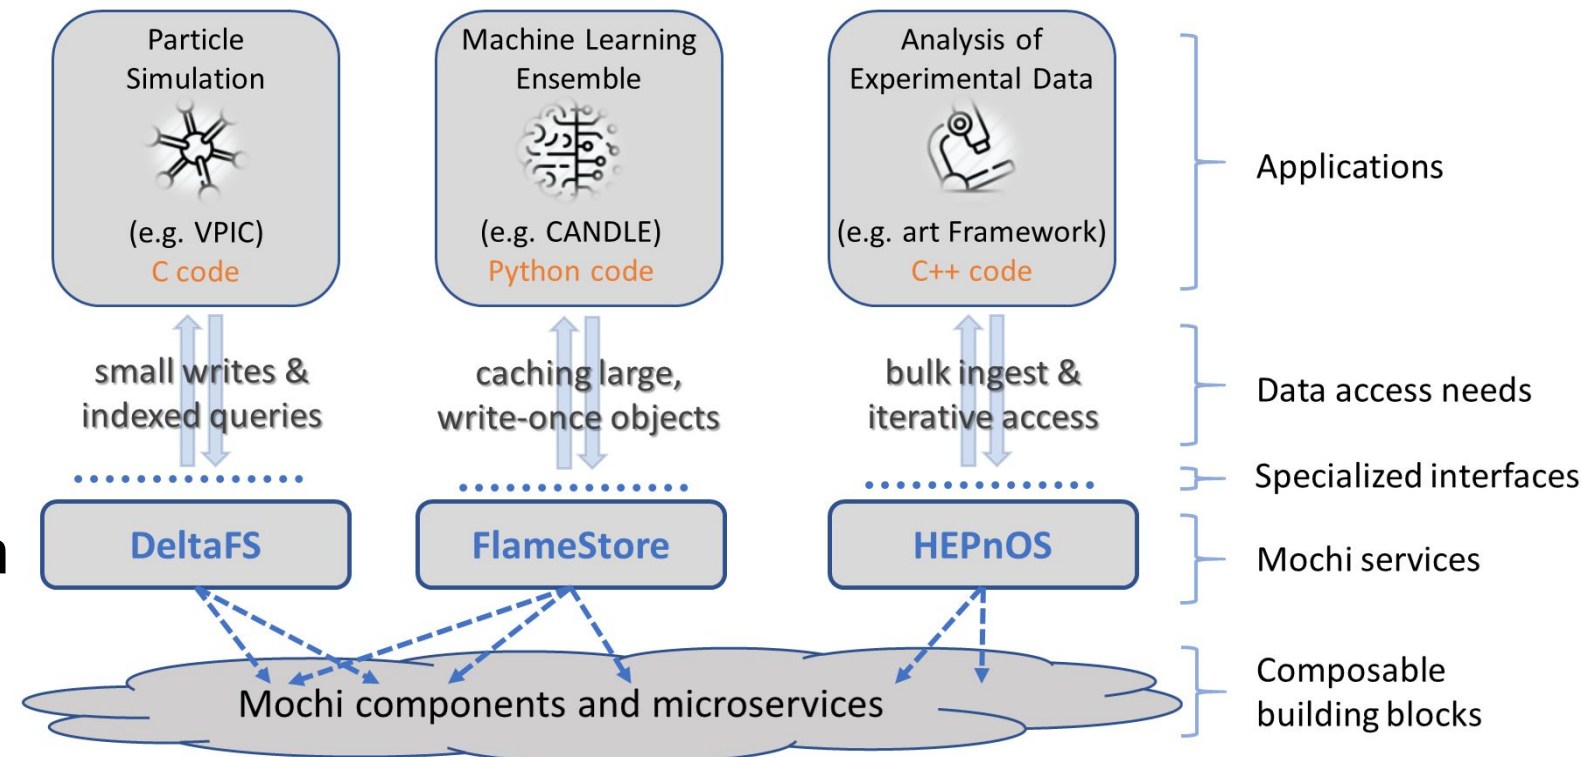 Particle
Simulation
(e.g. VPIC)
C code
Machine Learning
Ensemble
(e.g. CANDLE)
Python code
Analysis of
Experimental Data
(e.g. art Framework)
C++ code
Applications
small writes &
indexed queries
caching large,
write-once objects
bulk ingest &
iterative access
Data access needs
Specialized interfaces
DeltaFS
FlameStore
HEPnOS
Mochi services
Mochi components and microservices
Composable
building blocks